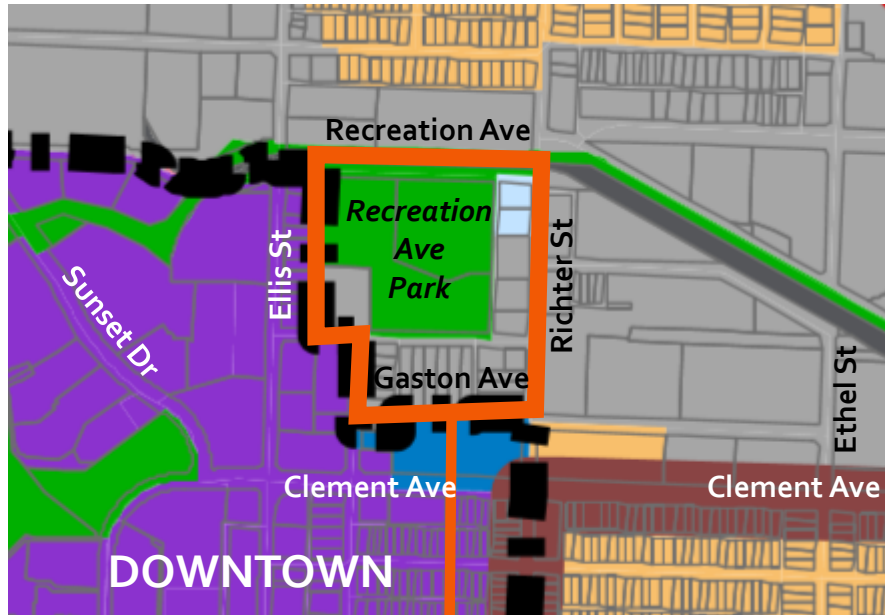 Recreation Ave
Recreation
Ave
Park
Ellis St
Richter St
Sunset Dr
Gaston Ave
Ethel St
Clement Ave
Clement Ave
DOWNTOWN